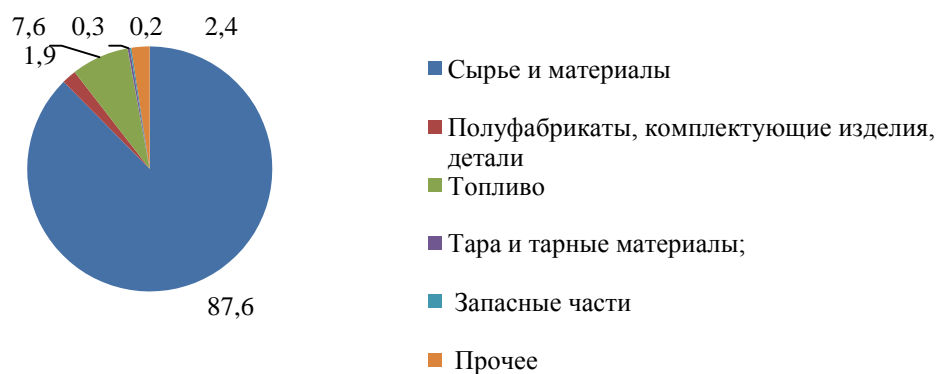 7,6 0,3 0,2 2,4
1,9
87,6
Сырье и материалы
Полуфабрикаты, комплектующие изделия,
детали
Топливо
Тара и тарные материалы;
Запасные части
Прочее